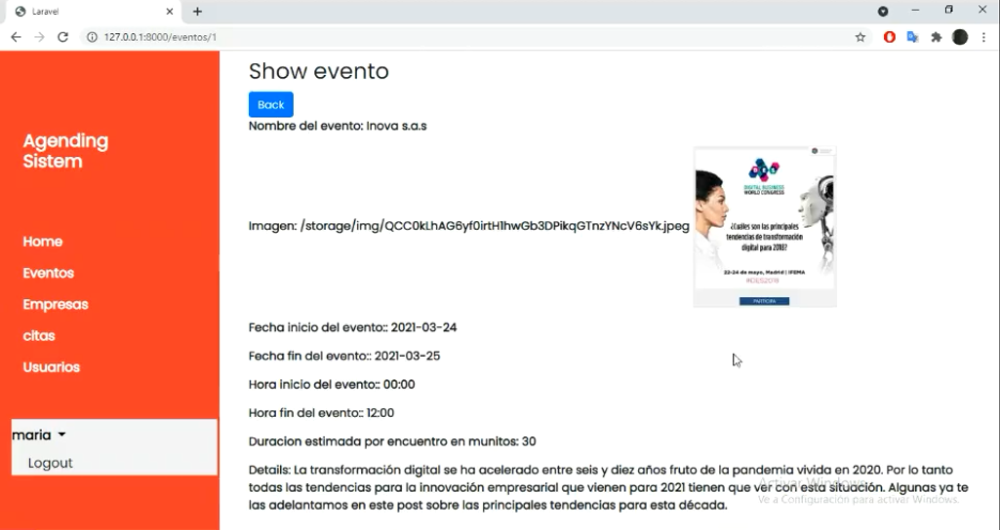 Laravel
127.0.0.1:8000/eventos/1
Agending
Sistem
Home
Eventos
Empresas
citas
Usuarios
maria
Logout
Show evento
Back
Nombre del evento: Inova s.a.s
Imagen: /storage/img/QCC0kLhAG6yf0irtH1hwGb3DPikqGTnzYNcV6sYk.jpeg
DES
DIGITAL BUSINESS
WORLD CONGRESS
¿Cuáles son las principales
tendencias de transformación
digital para 2018?
22-24 de mayo, Madrid | IFEMA
#DES2018
PARTICIPA
Fecha inicio del evento:: 2021-03-24
Fecha fin del evento:: 2021-03-25
Hora inicio del evento:: 00:00
Hora fin del evento:: 12:00
Duracion estimada por encuentro en munitos: 30
Details: La transformación digital se ha acelerado entre seis y diez años fruto de la pandemia vivida en 2020. Por lo tanto
todas las tendencias para la innovación empresarial que vienen para 2021 tienen que ver con esta situación. Algunas ya te
las adelantamos en este post sobre las principales tendencias para esta década.
Activar Windows
Ve a Configuración para activar Windows.